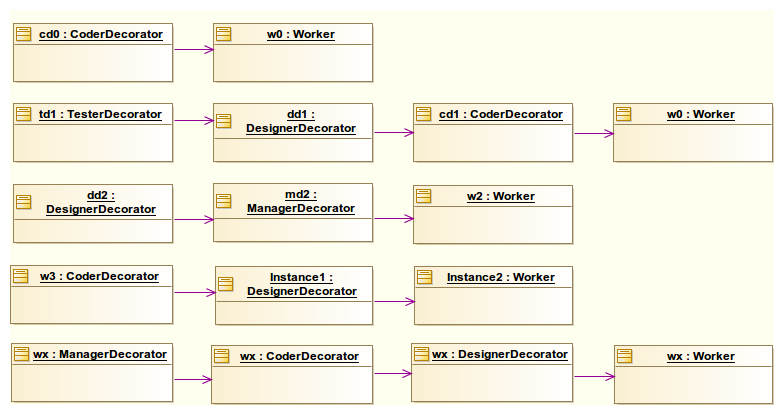 cd0 : CoderDecorator
w0 : Worker
td1 : TesterDecorator
dd1 :
DesignerDecorator
cd1 : CoderDecorator
w0 : Worker
dd2 :
DesignerDecorator
md2 :
ManagerDecorator
w2 : Worker
w3 : CoderDecorator
Instance1 :
DesignerDecorator
Instance2 : Worker
wx : ManagerDecorator
wx : CoderDecorator
wx : DesignerDecorator
wx : Worker